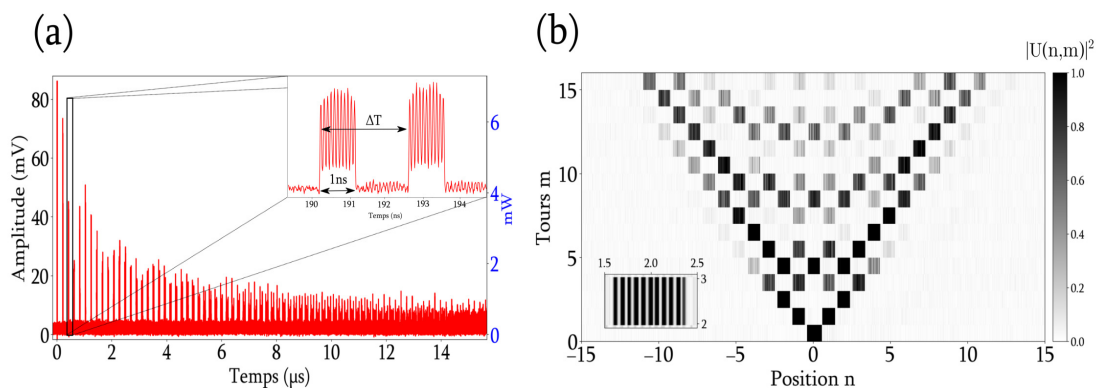 (a)
80
60
40
20
0
Amplitude (mV)
0 2 4 6 8 10 12 14
Temps (μs)
6
4
2
0
mW
ΔT
1ns
190 191 192 193 194
Temps (ns)
(b)
|U(n,m)|²
15
10
5
0
Tours m
−15 −10 −5 0 5 10 15
Position n
1.5 2.0 2.5
3
2
1.0
0.8
0.6
0.4
0.2
0.0